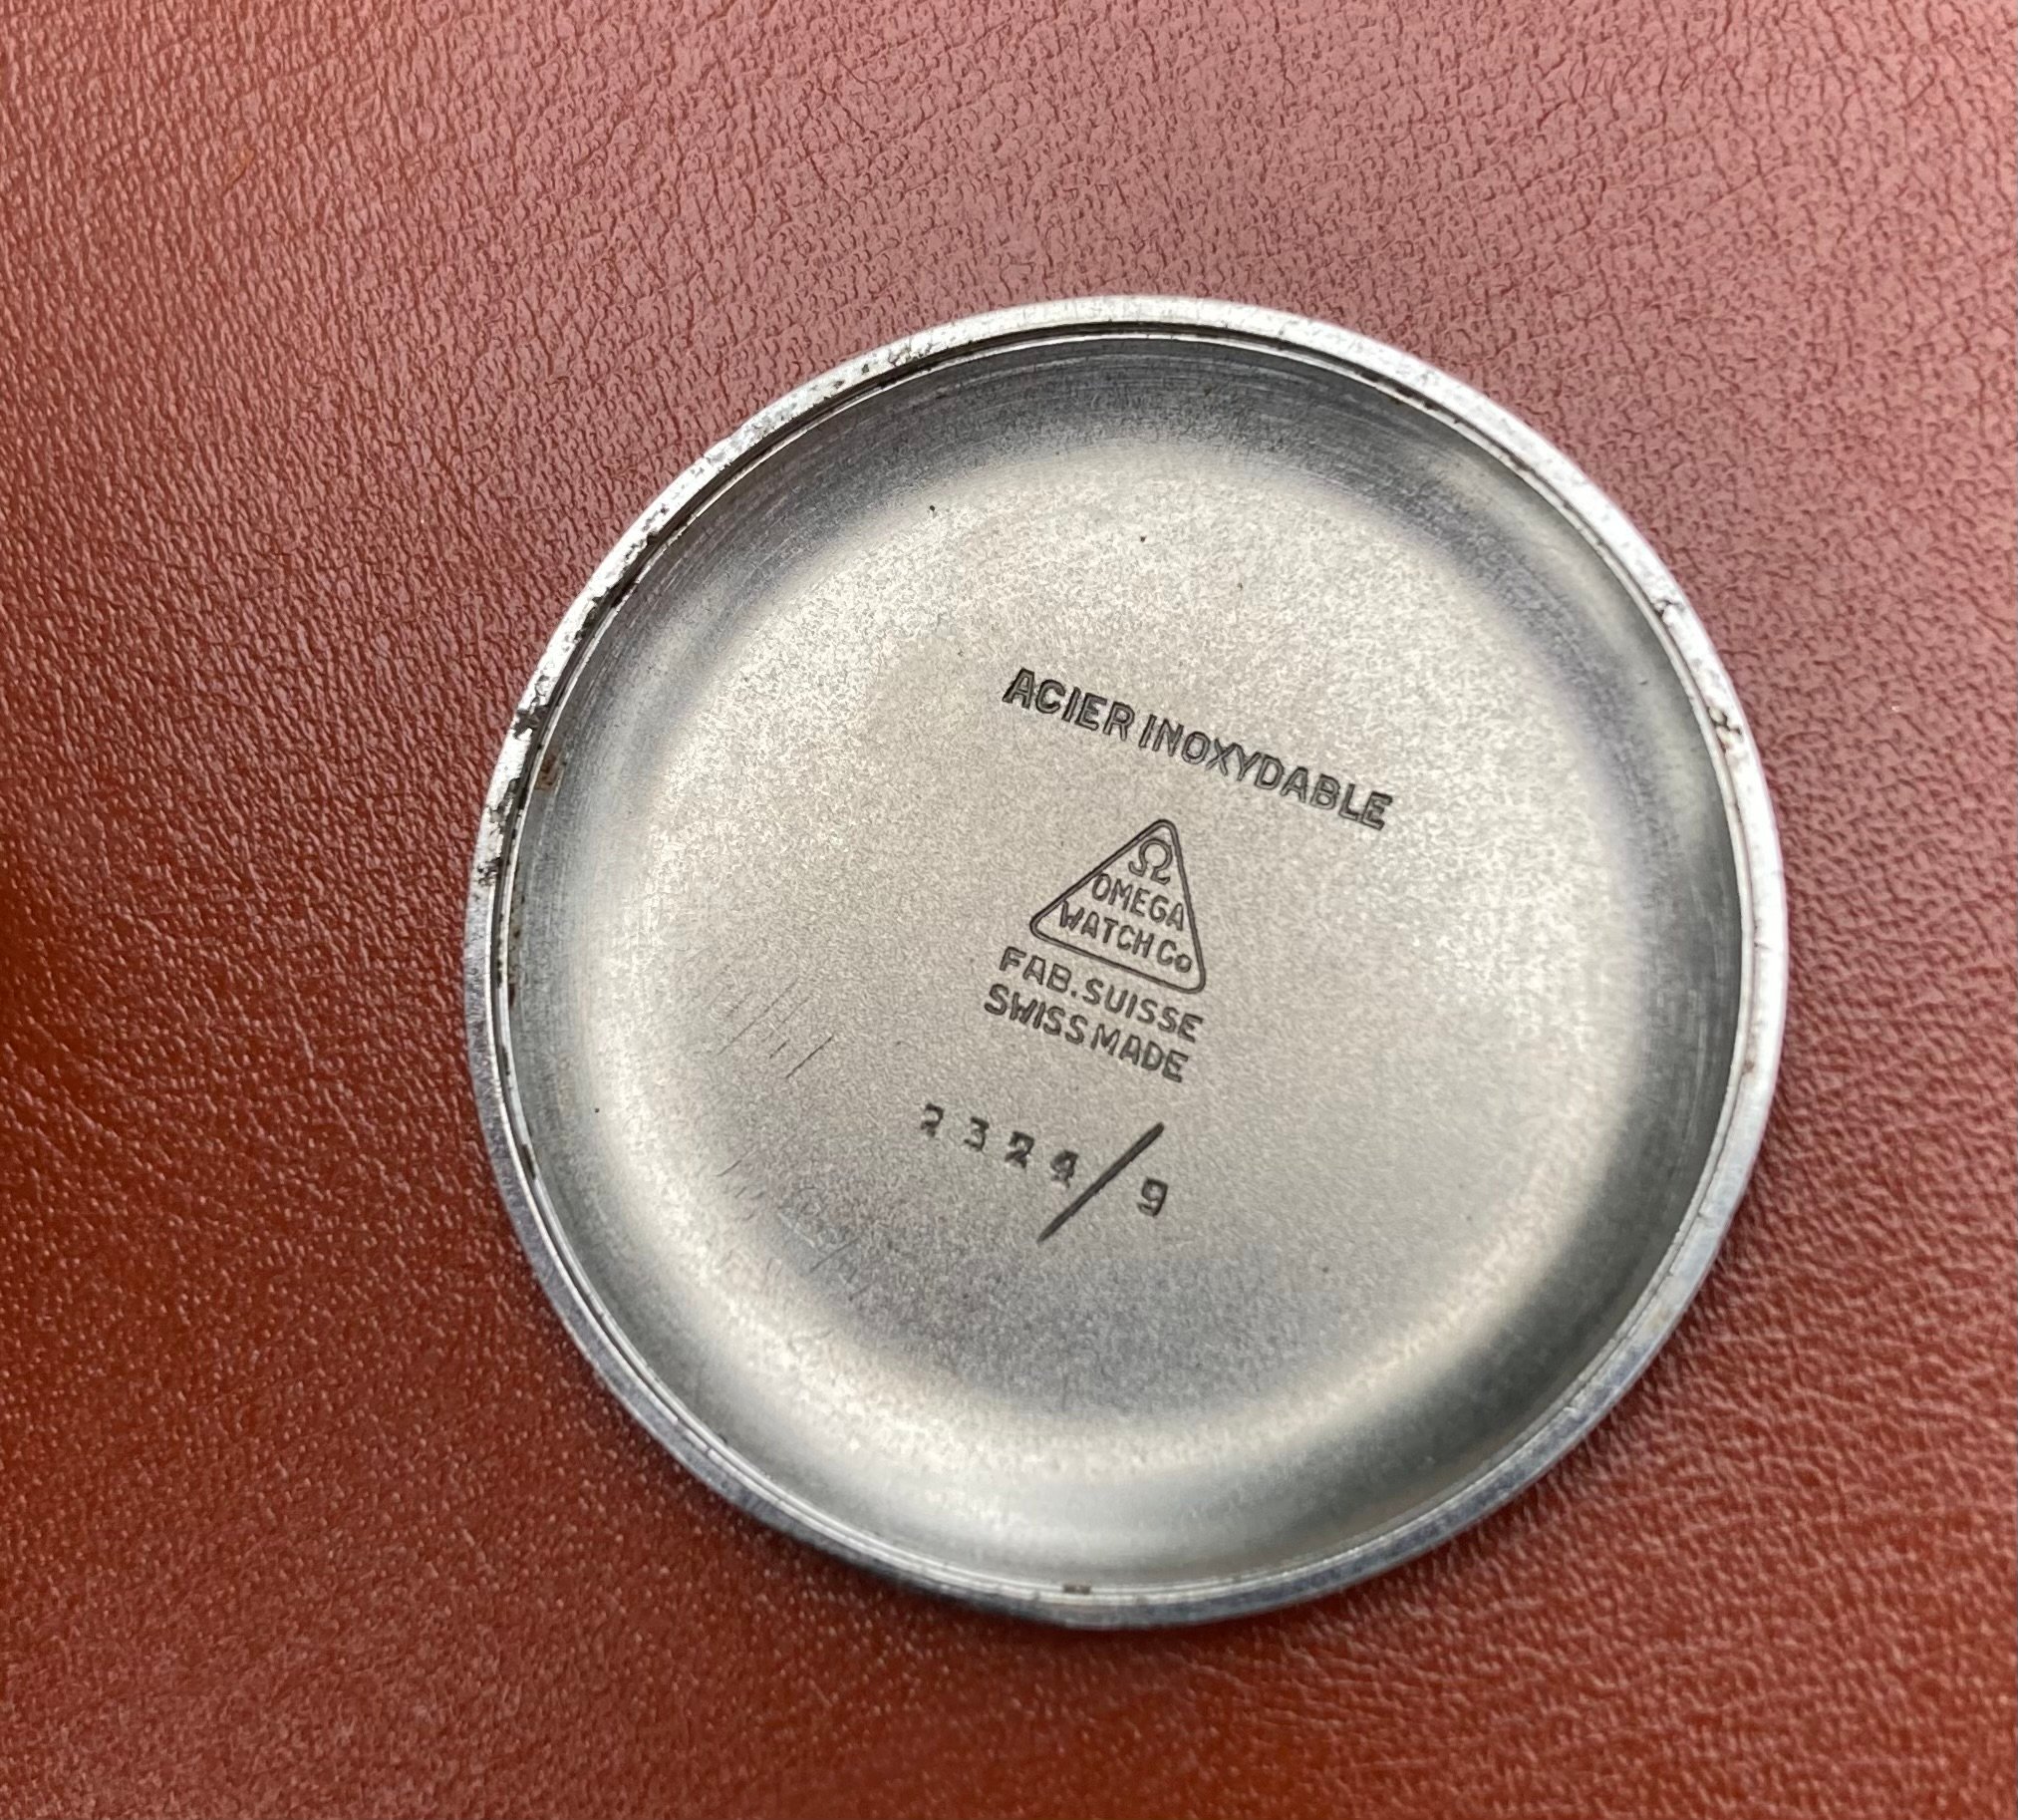 ACIER INOXYDABLE
Ω
OMEGA
WATCH Co
FAB. SUISSE
SWISS MADE
2324/9